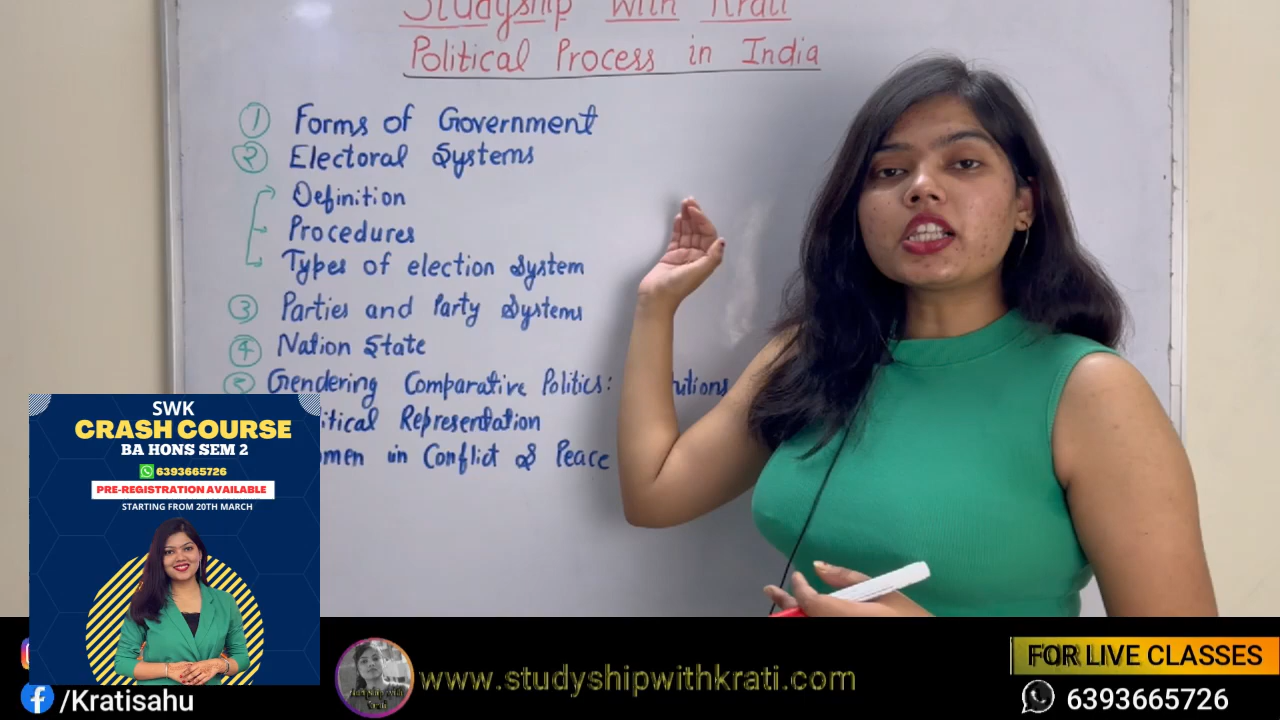 Studyship with Krati
Political Process in India
① Forms of Government
② Electoral Systems
Definition
Procedures
Types of election System
③ Parties and Party Systems
④ Nation State
⑤ Gendering Comparative Politics:
Political Representation
in Conflict & Peace
SWK
CRASH COURSE
BA HONS SEM 2
6393665726
PRE-REGISTRATION AVAILABLE
STARTING FROM 20TH MARCH
/Kratisahu
www.studyshipwithkrati.com
FOR LIVE CLASSES
6393665726